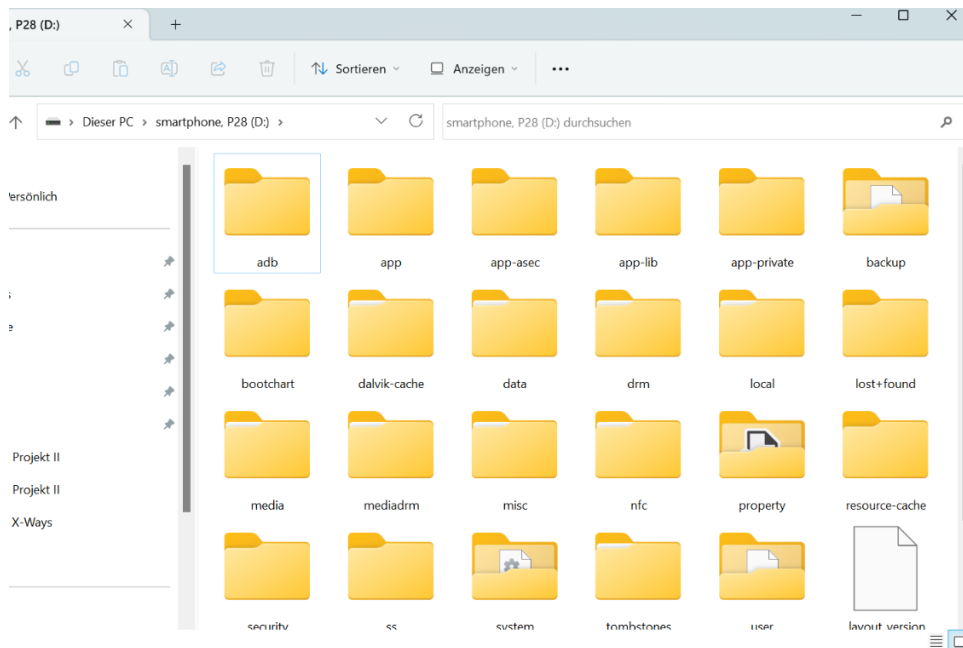 , P28 (D:)
Sortieren
Anzeigen
Dieser PC
smartphone, P28 (D:)
smartphone, P28 (D:) durchsuchen
Persönlich
adb
app
app-asec
app-lib
app-private
backup
s
e
bootchart
dalvik-cache
data
drm
local
lost+found
Projekt II
Projekt II
X-Ways
media
mediadrm
misc
nfc
property
resource-cache
security
ss
system
tombstones
user
layout_version